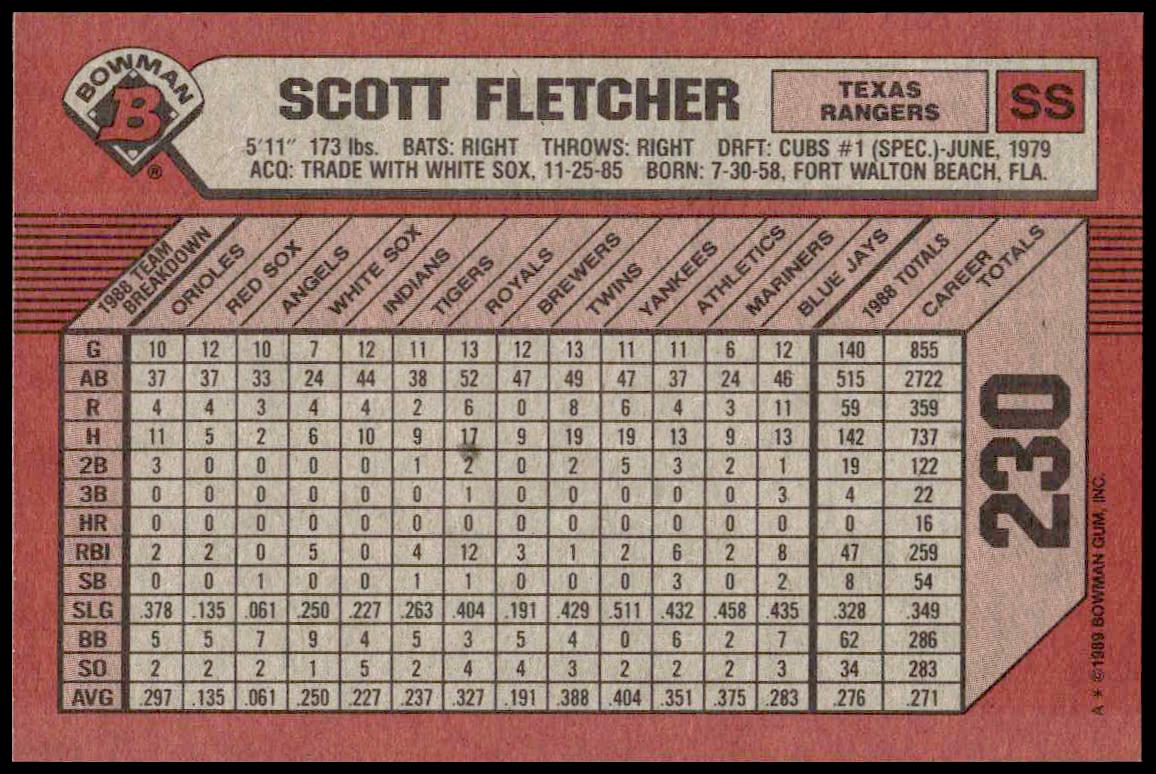 BOWMAN
B
®
SCOTT FLETCHER
TEXAS
RANGERS
SS
5'11" 173 lbs. BATS: RIGHT THROWS: RIGHT DRFT: CUBS #1 (SPEC.)-JUNE, 1979
ACQ: TRADE WITH WHITE SOX, 11-25-85 BORN: 7-30-58, FORT WALTON BEACH, FLA.
1988 TEAM BREAKDOWN ORIOLES RED SOX ANGELS WHITE SOX INDIANS TIGERS ROYALS BREWERS TWINS YANKEES ATHLETICS MARINERS BLUE JAYS 1988 TOTALS CAREER TOTALS
G 10 12 10 7 12 11 13 12 13 11 11 6 12 140 855
AB 37 37 33 24 44 38 52 47 49 47 37 24 46 515 2722
R 4 4 3 4 4 2 6 0 8 6 4 3 11 59 359
H 11 5 2 6 10 9 17 9 19 19 13 9 13 142 737
2B 3 0 0 0 0 1 2 0 2 5 3 2 1 19 122
3B 0 0 0 0 0 0 1 0 0 0 0 0 3 4 22
HR 0 0 0 0 0 0 0 0 0 0 0 0 0 0 16
RBI 2 2 0 5 0 4 12 3 1 2 6 2 8 47 259
SB 0 0 1 0 0 1 1 0 0 0 3 0 2 8 54
SLG .378 .135 .061 .250 .227 .263 .404 .191 .429 .511 .432 .458 .435 .328 .349
BB 5 5 7 9 4 5 3 5 4 0 6 2 7 62 286
SO 2 2 2 1 5 2 4 4 3 2 2 2 3 34 283
AVG .297 .135 .061 .250 .227 .237 .327 .191 .388 .404 .351 .375 .283 .276 .271
230
A * ©1989 BOWMAN GUM, INC.